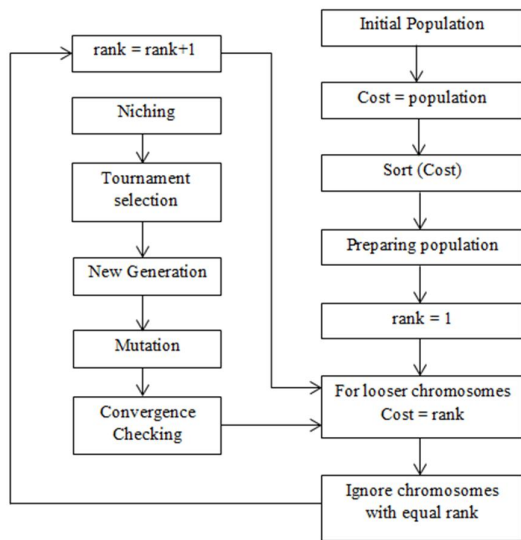 Initial Population
Cost = population
Sort (Cost)
Preparing population
rank = 1
For looser chromosomes
Cost = rank
Ignore chromosomes
with equal rank
rank = rank+1
Niching
Tournament
selection
New Generation
Mutation
Convergence
Checking